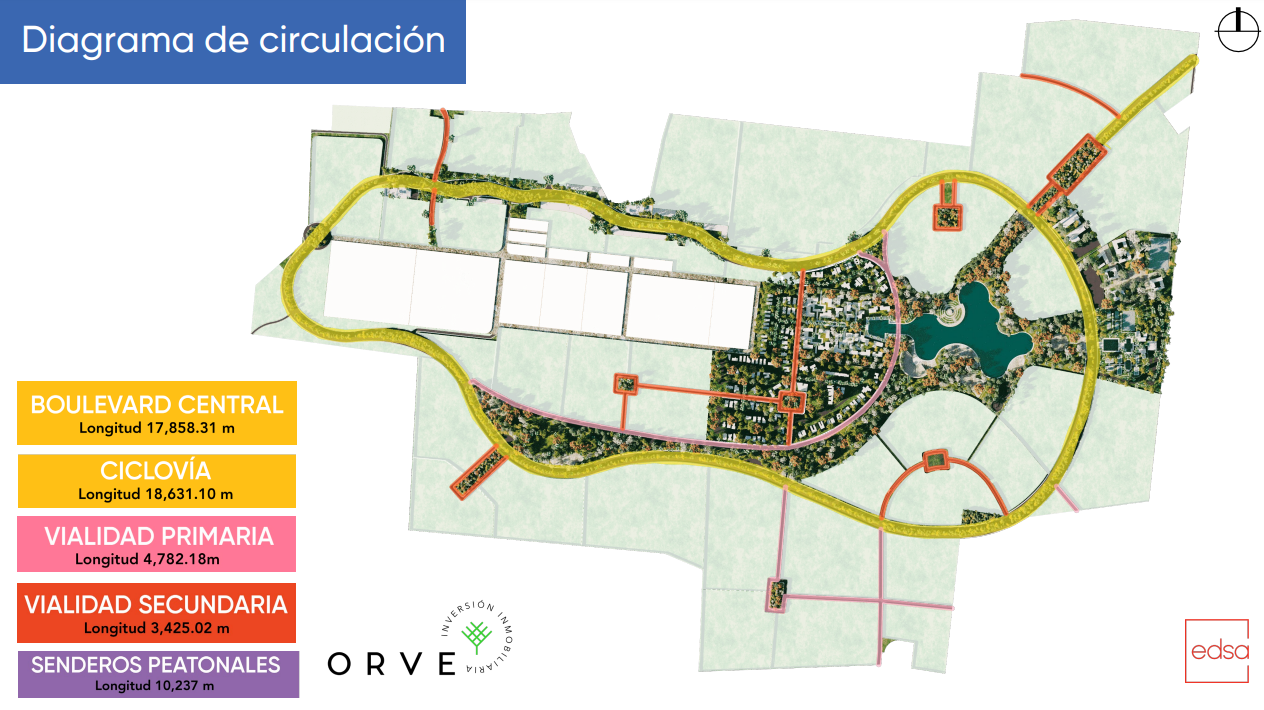 Diagrama de circulación
BOULEVARD CENTRAL
Longitud 17,858.31 m
CICLOVÍA
Longitud 18,631.10 m
VIALIDAD PRIMARIA
Longitud 4,782.18m
VIALIDAD SECUNDARIA
Longitud 3,425.02 m
SENDEROS PEATONALES
Longitud 10,237 m
ORVE
INVERSIÓN INMOBILIARIA
edsa